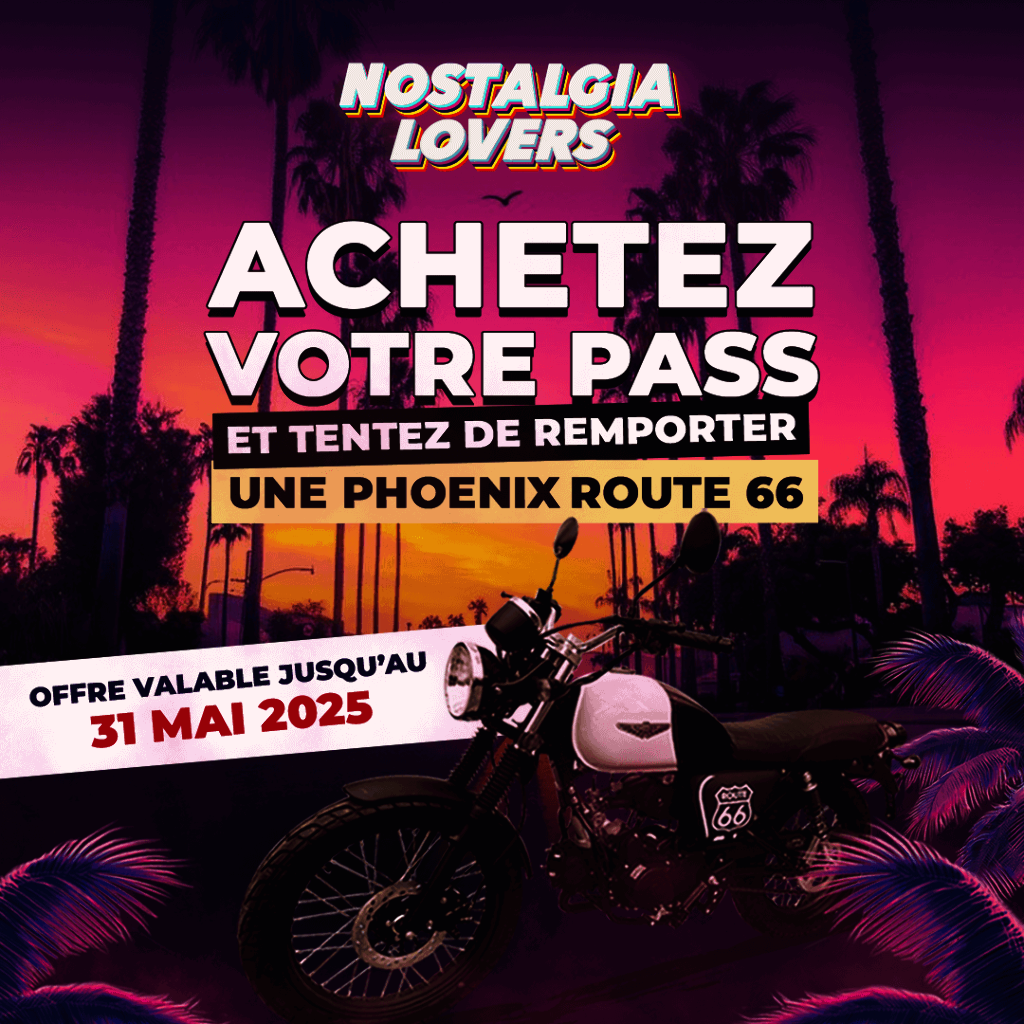 NOSTALGIA
LOVERS
ACHETEZ
VOTRE PASS
ET TENTEZ DE REMPORTER
UNE PHOENIX ROUTE 66
OFFRE VALABLE JUSQU'AU
31 MAI 2025
ROUTE
66